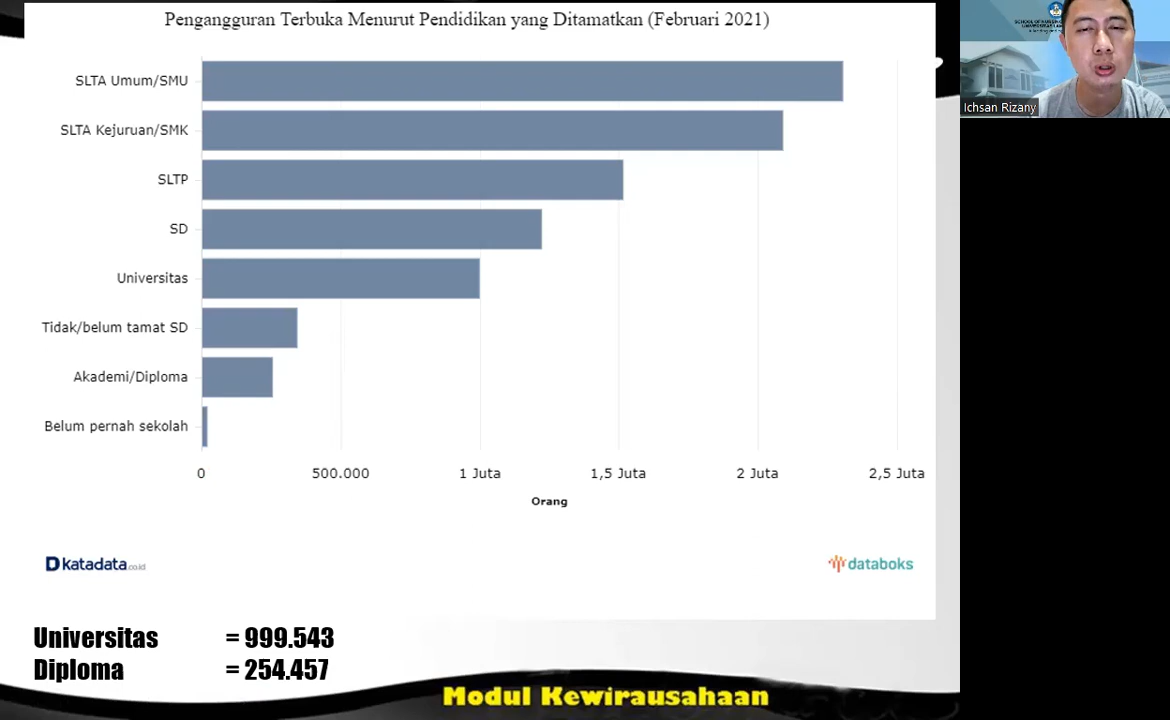 Pengangguran Terbuka Menurut Pendidikan yang Ditamatkan (Februari 2021)
SLTA Umum/SMU
SLTA Kejuruan/SMK
SLTP
SD
Universitas
Tidak/belum tamat SD
Akademi/Diploma
Belum pernah sekolah
0 500.000 1 Juta 1,5 Juta 2 Juta 2,5 Juta
Orang
katadata.co.id databoks
Universitas = 999.543
Diploma = 254.457
Modul Kewirausahaan
Ichsan Rizany